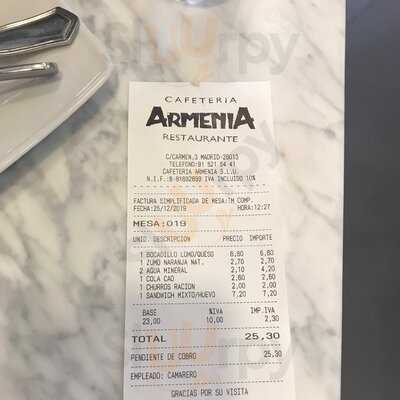 CAFETERIA
ARMENIA
RESTAURANTE
C/CARMEN,3 MADRID-28013
TELEFONO:91 521 54 41
CAFETERIA ARMENIA S.L.U.
N.I.F.:B-81692899 IVA INCLUIDO 10%
FACTURA SIMPLIFICADA DE MESA:TM COMP.
FECHA:25/12/2019 HORA:12:27
MESA:019
UNID. DESCRIPCION PRECIO IMPORTE
1 BOCADILLO LOMO/QUESO 6,60 6,60
1 ZUMO NARANJA NAT. 2,70 2,70
2 AGUA MINERAL 2,10 4,20
1 COLA CAO 2,60 2,60
1 CHURROS RACION 2,00 2,00
1 SANDWICH MIXTO/HUEVO 7,20 7,20
BASE %IVA IMP.IVA
23,00 10,00 2,30
TOTAL 25,30
PENDIENTE DE COBRO 25,30
EMPLEADO: CAMARERO
GRACIAS POR SU VISITA